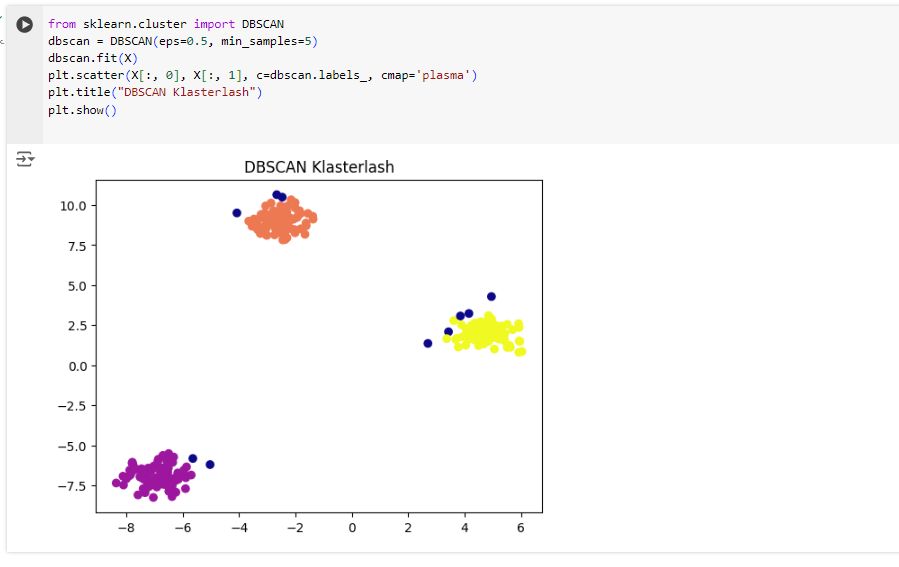 from sklearn.cluster import DBSCAN
dbscan = DBSCAN(eps=0.5, min_samples=5)
dbscan.fit(X)
plt.scatter(X[:, 0], X[:, 1], c=dbscan.labels_, cmap='plasma')
plt.title("DBSCAN Klasterlash")
plt.show()
DBSCAN Klasterlash
10.0
7.5
5.0
2.5
0.0
−2.5
−5.0
−7.5
−8 −6 −4 −2 0 2 4 6